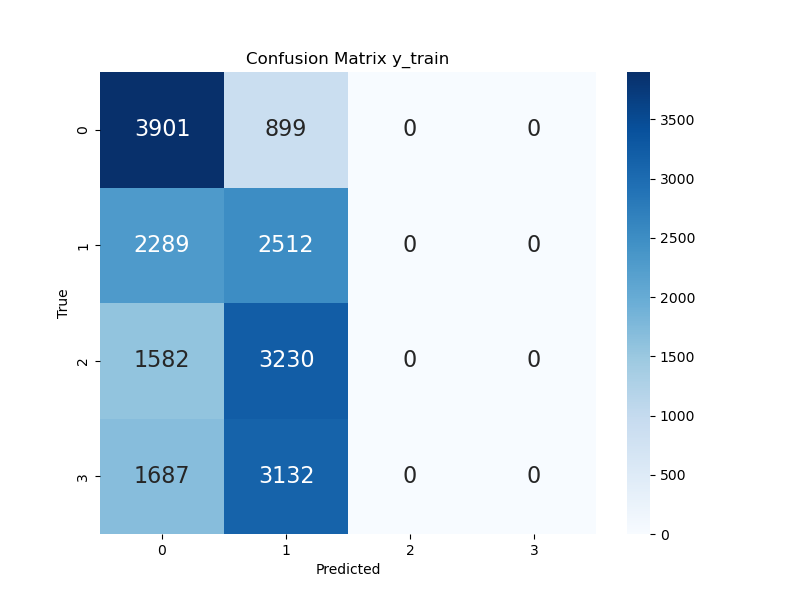 Confusion Matrix y_train
0 3901 899 0 0
1 2289 2512 0 0
2 1582 3230 0 0
3 1687 3132 0 0
True
0 1 2 3
Predicted
3500
3000
2500
2000
1500
1000
500
0